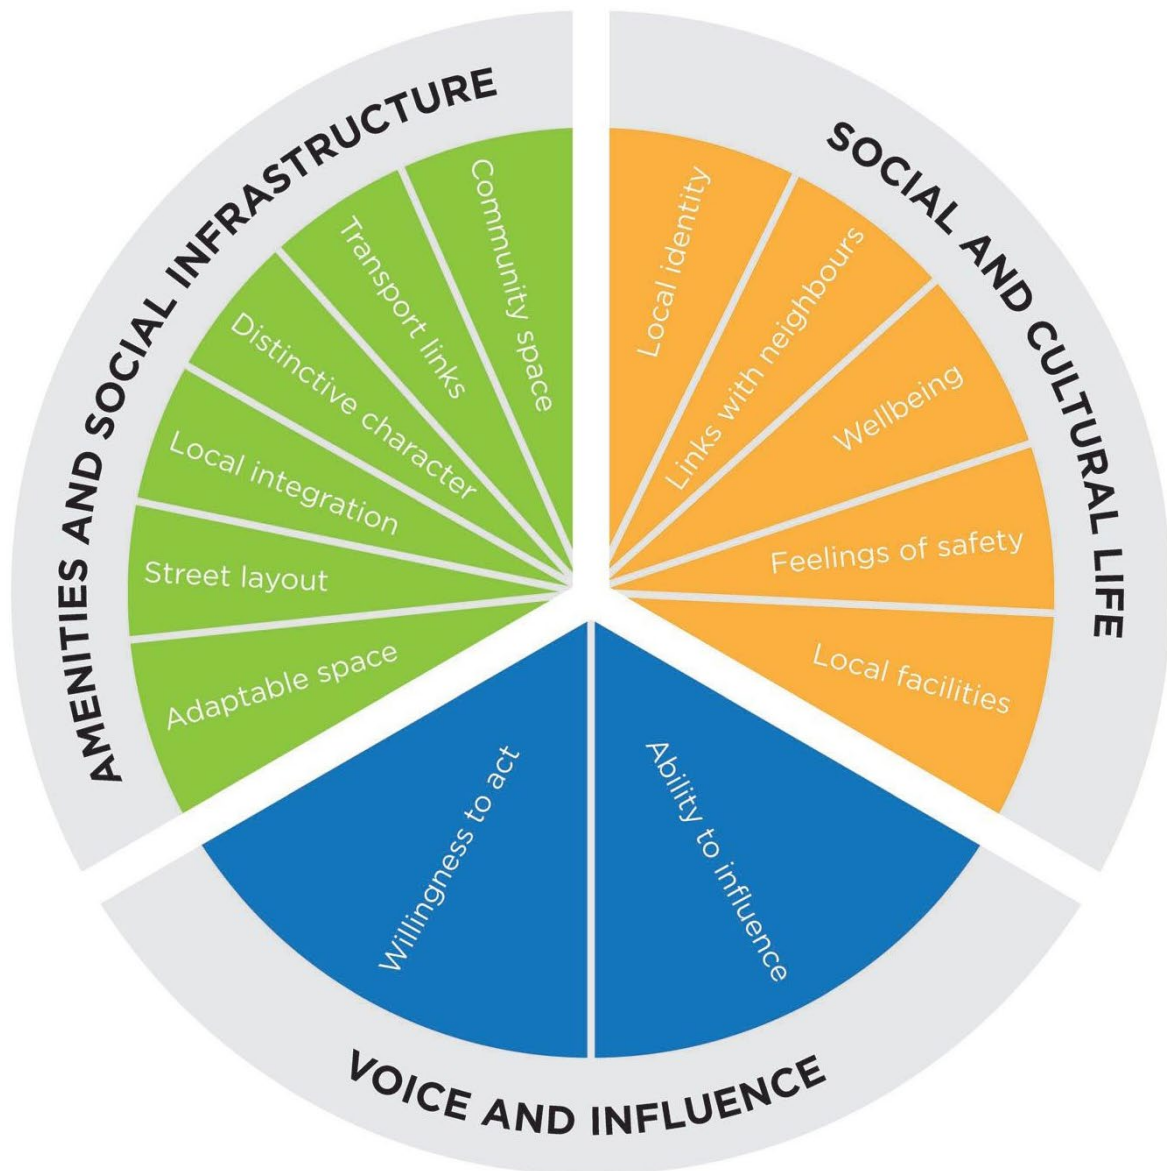 AMENITIES AND SOCIAL INFRASTRUCTURE
Community space
Transport links
Distinctive character
Local integration
Street layout
Adaptable space
SOCIAL AND CULTURAL LIFE
Local identity
Links with neighbours
Wellbeing
Feelings of safety
Local facilities
VOICE AND INFLUENCE
Willingness to act
Ability to influence